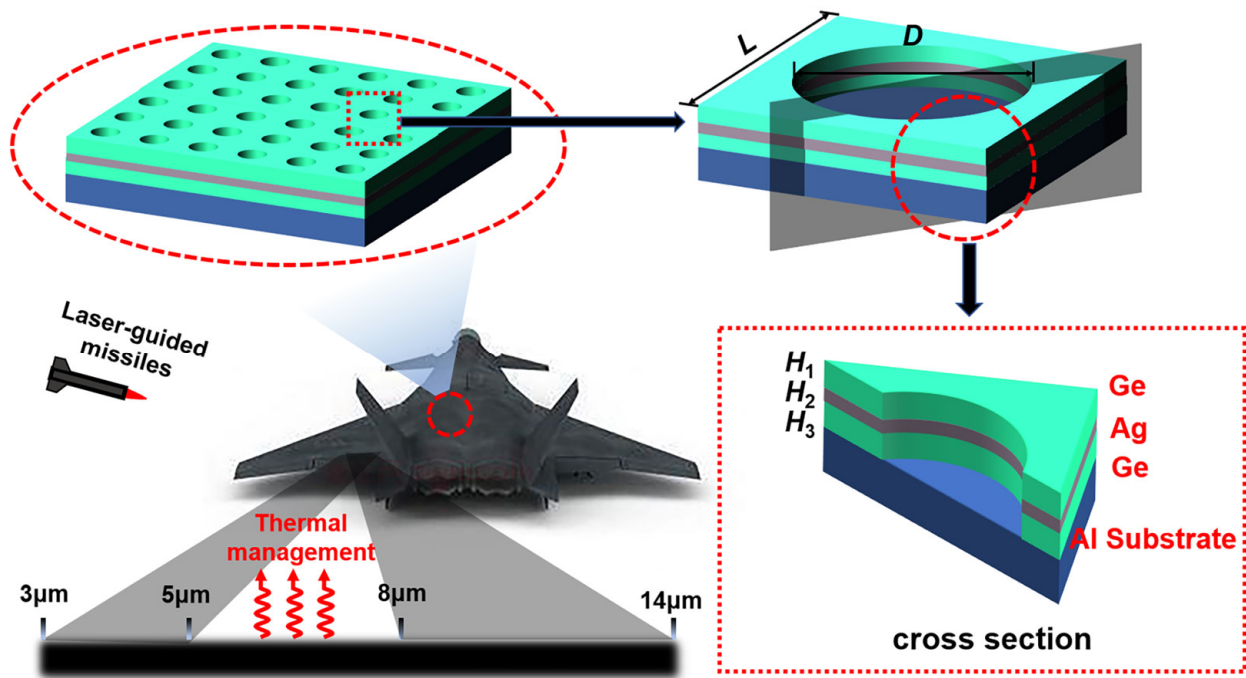 L
D
Laser-guided
missiles
Thermal
management
3μm
5μm
8μm
14μm
H1
H2
H3
Ge
Ag
Ge
Al Substrate
cross section